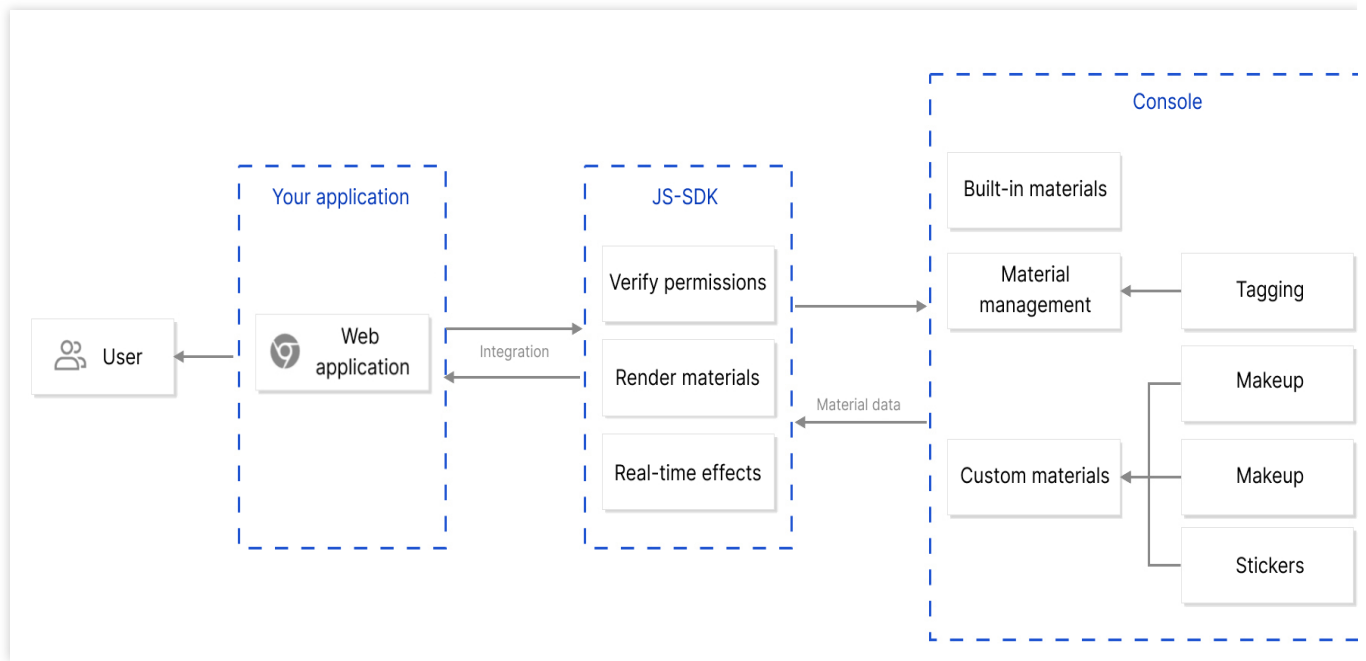 Console
Your application
JS-SDK
Built-in materials
Verify permissions
Material
management
Tagging
User
Web
application
Integration
Render materials
Material data
Makeup
Real-time effects
Custom materials
Makeup
Stickers